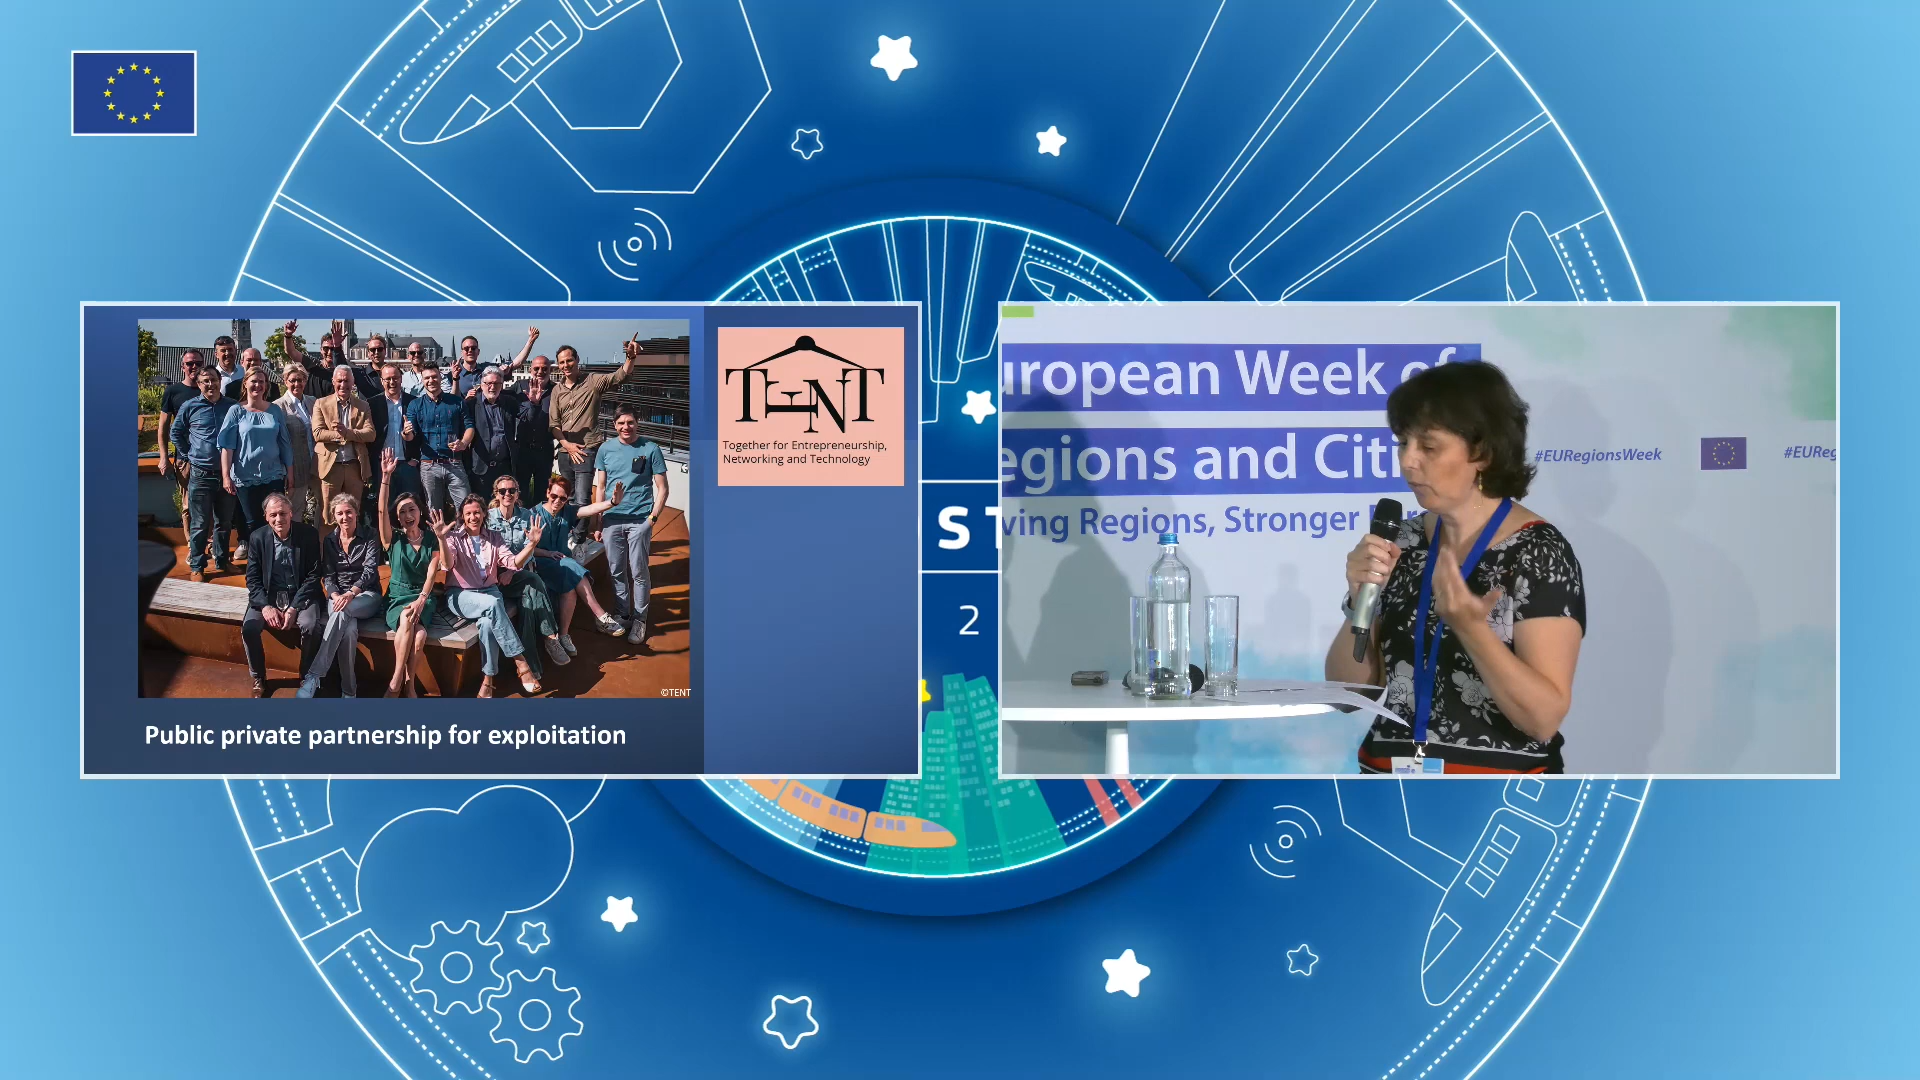 TENT
Together for Entrepreneurship,
Networking and Technology
©TENT
Public private partnership for exploitation
uropean Week of
egions and Citi
ving Regions, Stronger
#EURegionsWeek
#EUReg
ST
2